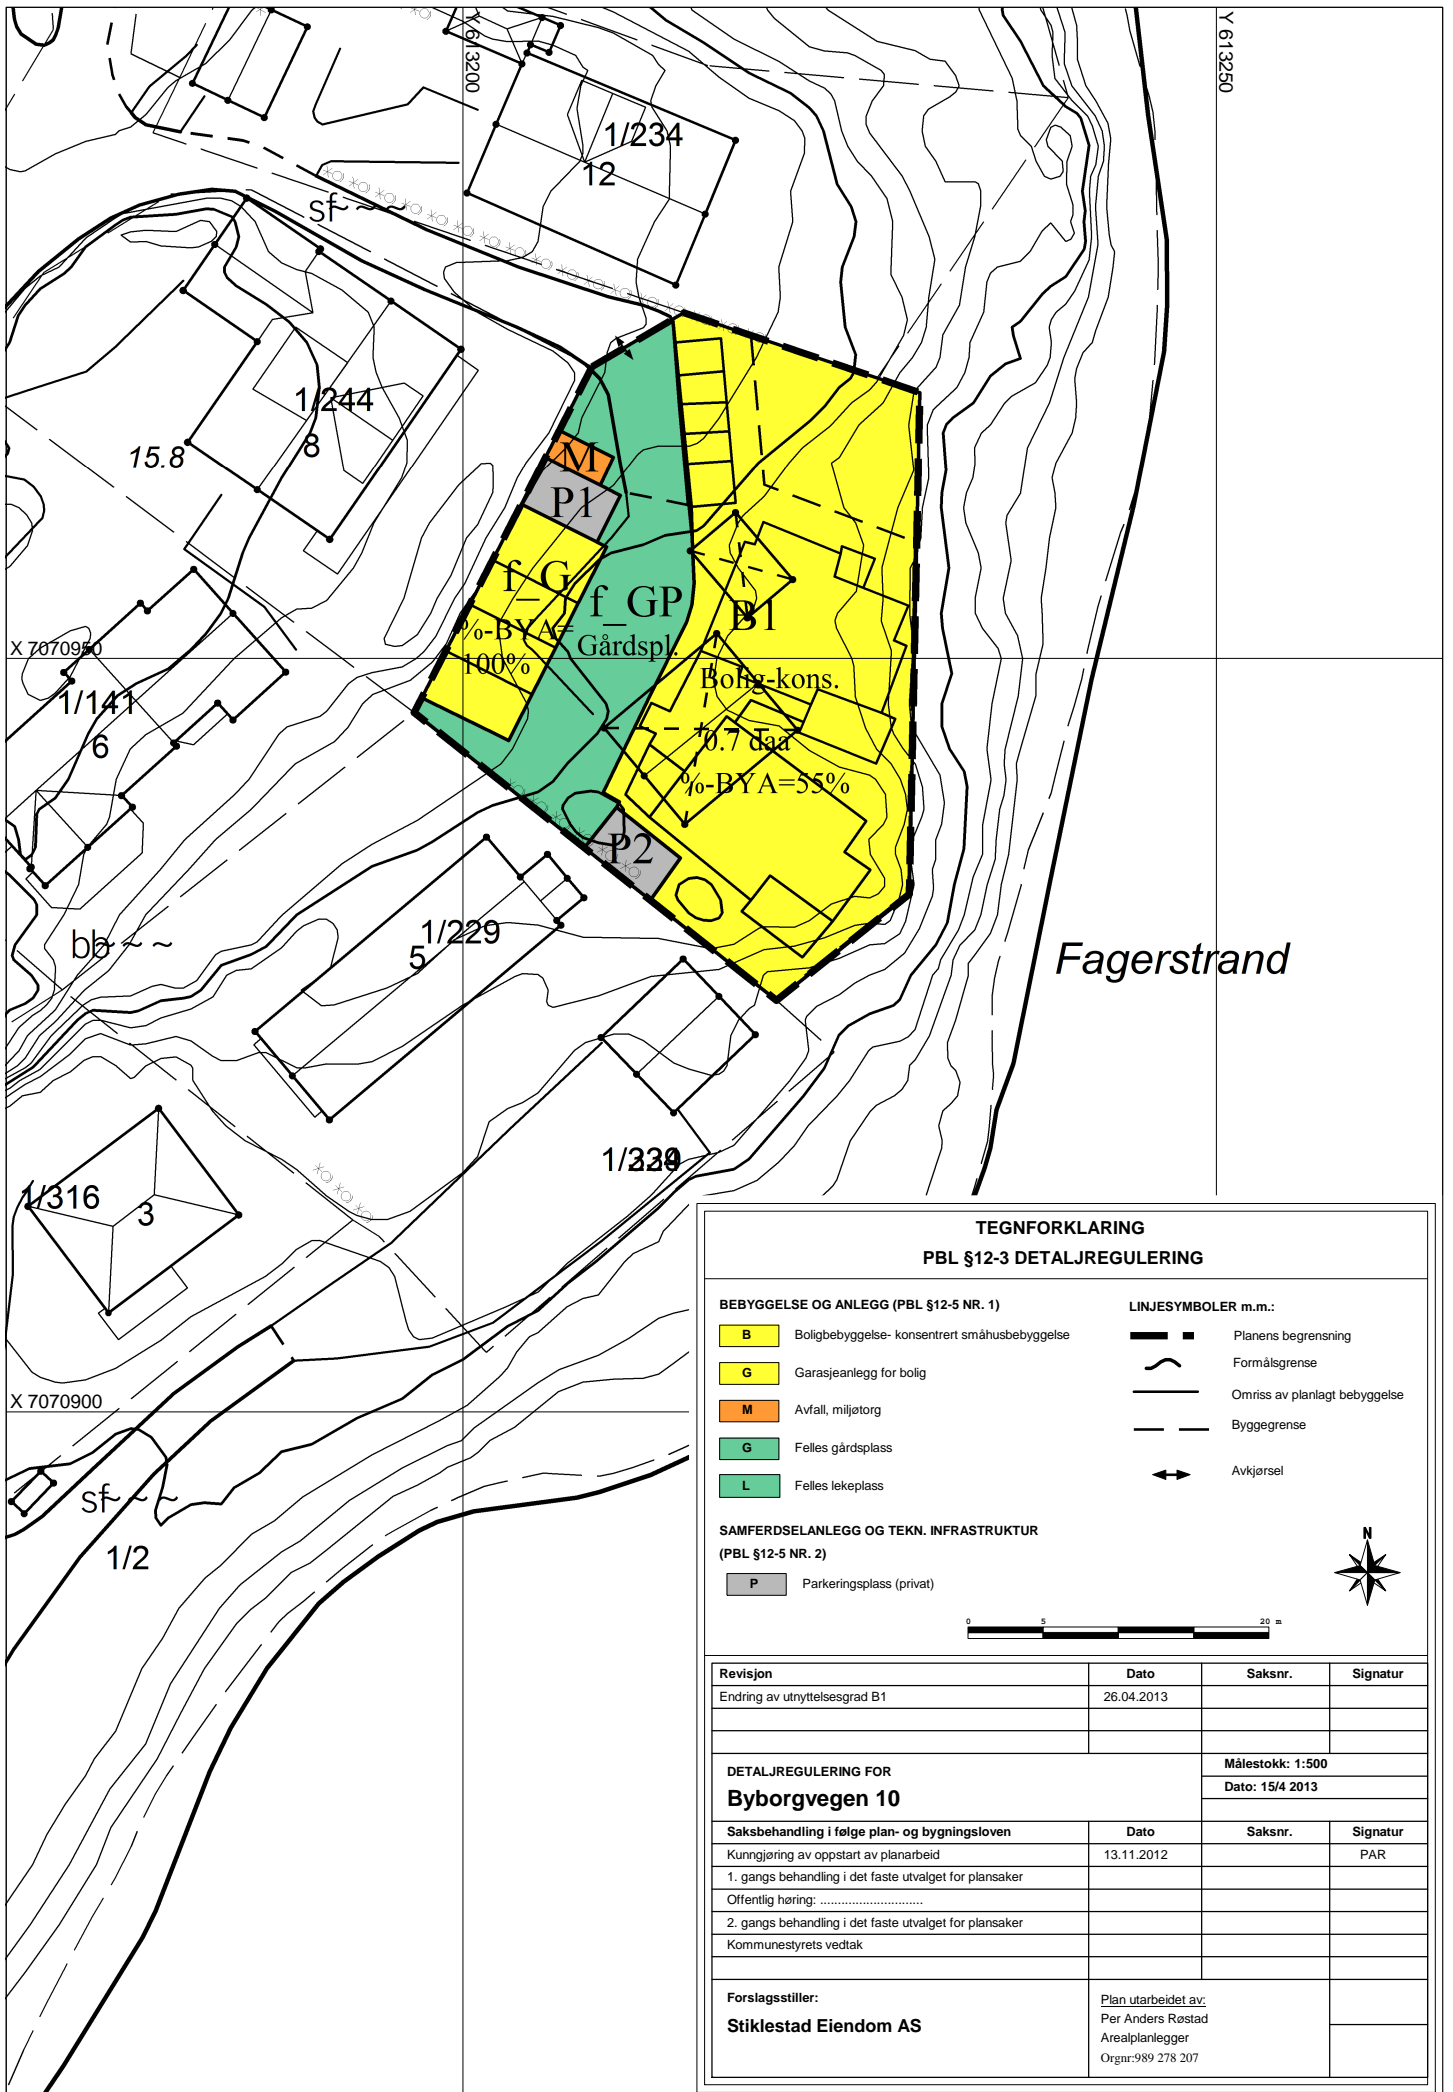 Y 613200
Y 613250
1/234
12
sf
1/244
8
15.8
M
P1
f_G
%-BYA=
100%
f_GP
Gårdspl.
B1
Bolig-kons.
0.7 daa
%-BYA=55%
P2
X 7070950
1/141
6
bb
1/229
5
Fagerstrand
1/316
3
X 7070900
sf
1/2
TEGNFORKLARING
PBL §12-3 DETALJREGULERING
BEBYGGELSE OG ANLEGG (PBL §12-5 NR. 1)
B Boligbebyggelse- konsentrert småhusbebyggelse
G Garasjeanlegg for bolig
M Avfall, miljøtorg
G Felles gårdsplass
L Felles lekeplass
LINJESYMBOLER m.m.:
Planens begrensning
Formålsgrense
Omriss av planlagt bebyggelse
Byggegrense
Avkjørsel
SAMFERDSELANLEGG OG TEKN. INFRASTRUKTUR
(PBL §12-5 NR. 2)
P Parkeringsplass (privat)
N
0 5 20 m
Revisjon Dato Saksnr. Signatur
Endring av utnyttelsesgrad B1 26.04.2013
DETALJREGULERING FOR
Byborgvegen 10
Målestokk: 1:500
Dato: 15/4 2013
Saksbehandling i følge plan- og bygningsloven Dato Saksnr. Signatur
Kunngjøring av oppstart av planarbeid 13.11.2012 PAR
1. gangs behandling i det faste utvalget for plansaker
Offentlig høring: .............................
2. gangs behandling i det faste utvalget for plansaker
Kommunestyrets vedtak
Forslagsstiller:
Stiklestad Eiendom AS
Plan utarbeidet av:
Per Anders Røstad
Arealplanlegger
Orgnr:989 278 207